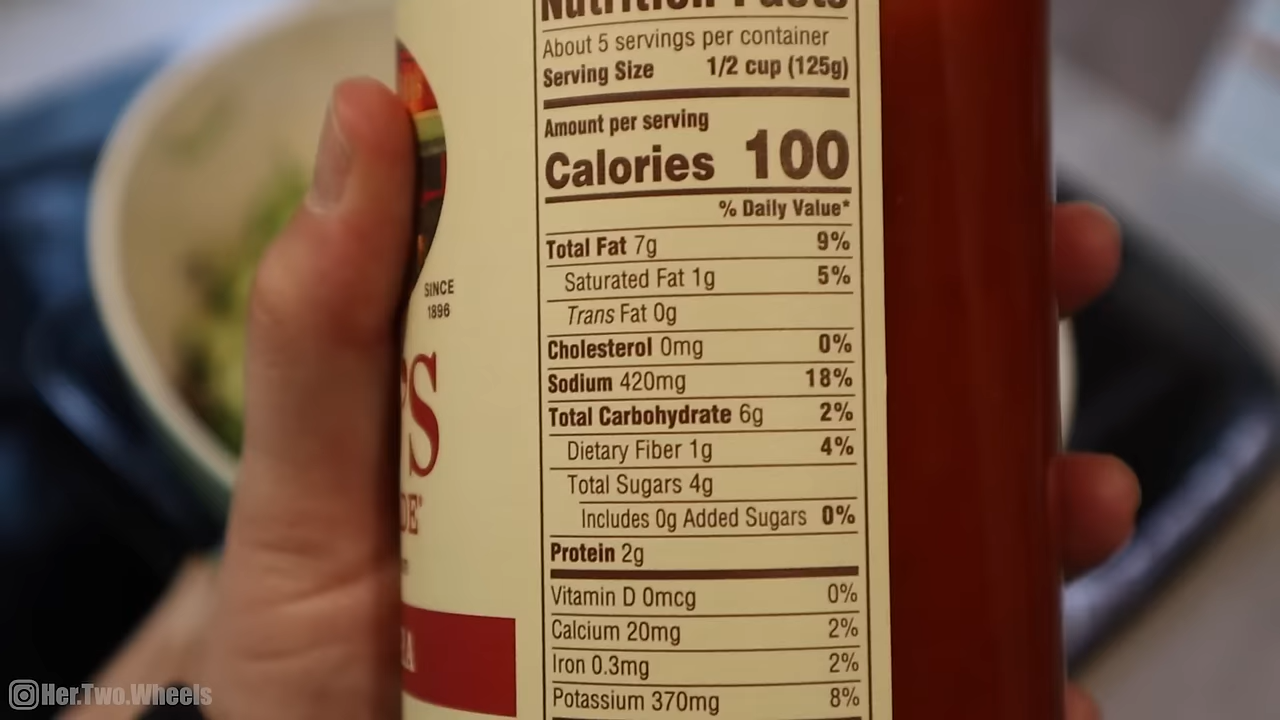 Nutrition Facts
About 5 servings per container
Serving Size 1/2 cup (125g)
Amount per serving
Calories 100
% Daily Value*
Total Fat 7g 9%
Saturated Fat 1g 5%
Trans Fat 0g
Cholesterol 0mg 0%
Sodium 420mg 18%
Total Carbohydrate 6g 2%
Dietary Fiber 1g 4%
Total Sugars 4g
Includes 0g Added Sugars 0%
Protein 2g
Vitamin D 0mcg 0%
Calcium 20mg 2%
Iron 0.3mg 2%
Potassium 370mg 8%
SINCE
1896
Her.Two.Wheels